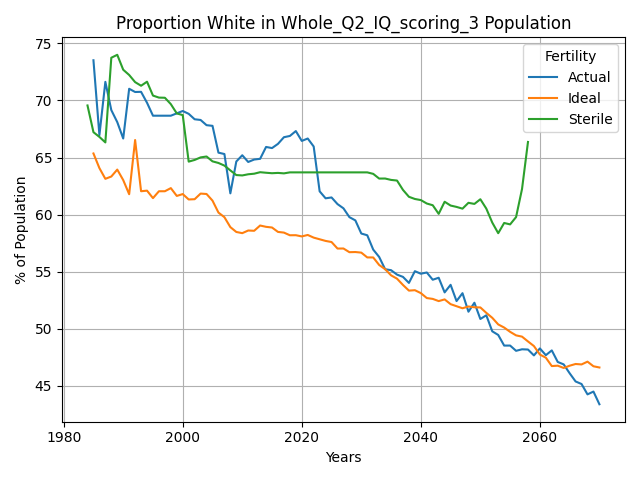 Proportion White in Whole_Q2_IQ_scoring_3 Population
% of Population
75
70
65
60
55
50
45
Fertility
Actual
Ideal
Sterile
1980
2000
2020
2040
2060
Years